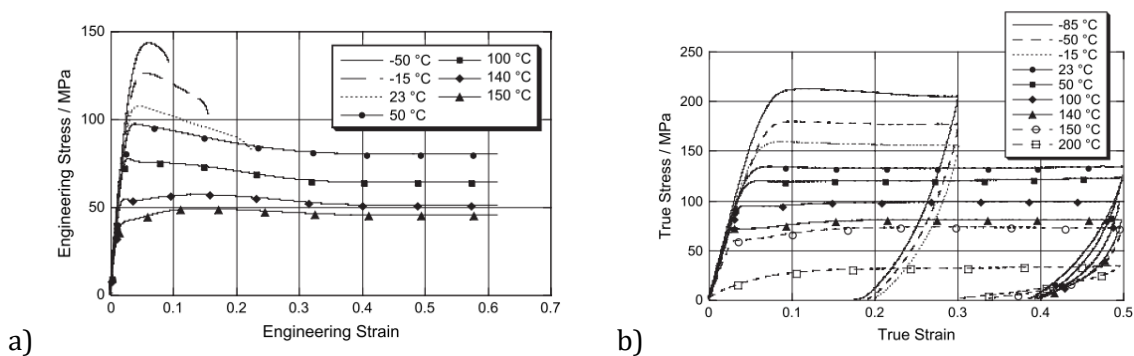 a)
Engineering Stress / MPa
150
100
50
0
0 0.1 0.2 0.3 0.4 0.5 0.6 0.7
Engineering Strain
-50 °C
-15 °C
23 °C
50 °C
100 °C
140 °C
150 °C
b)
True Stress / MPa
250
200
150
100
50
0
0 0.1 0.2 0.3 0.4 0.5
True Strain
-85 °C
-50 °C
-15 °C
23 °C
50 °C
100 °C
140 °C
150 °C
200 °C